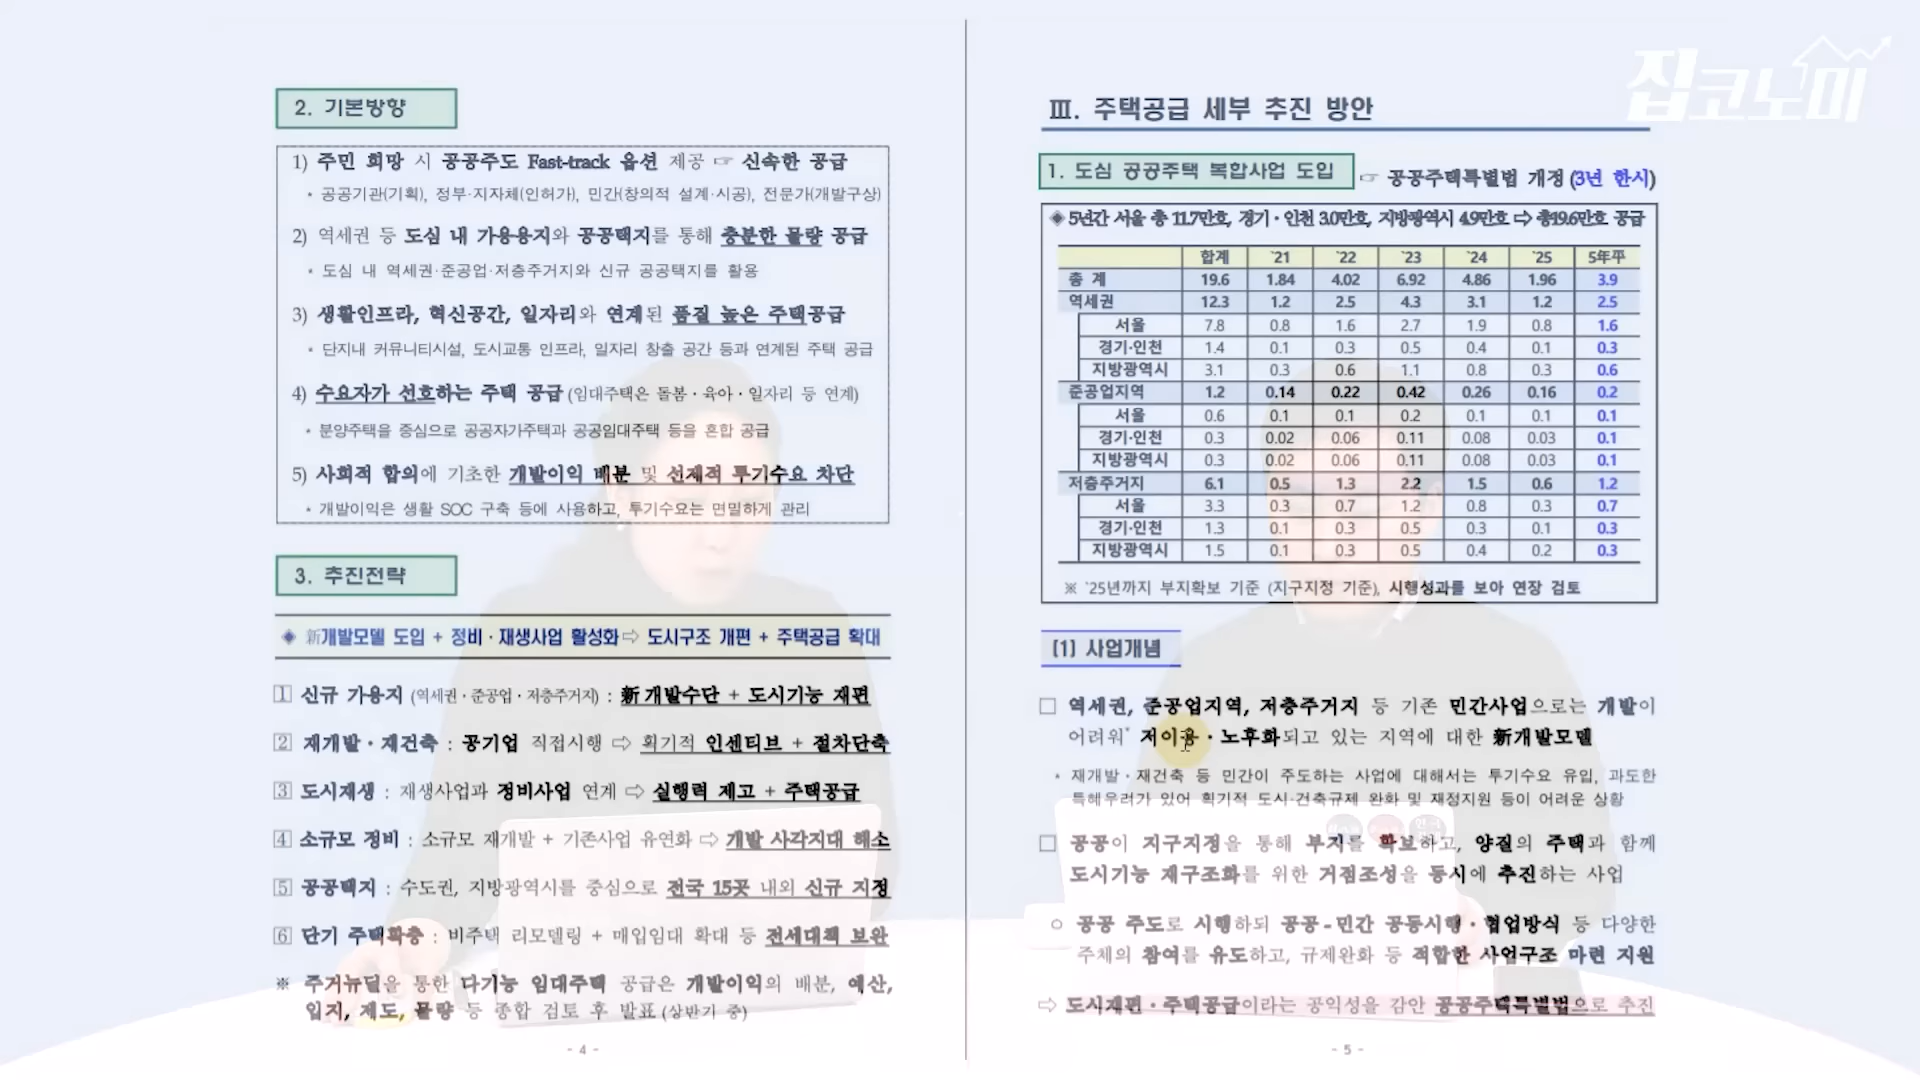 집코노미
2. 기본방향
1) 주민 희망 시 공공주도 Fast-track 옵션 제공 ☞ 신속한 공급
• 공공기관(기획), 정부·지자체(인허가), 민간(창의적 설계·시공), 전문가(개발구상)
2) 역세권 등 도심 내 가용용지와 공공택지를 통해 충분한 물량 공급
• 도심 내 역세권·준공업·저층주거지와 신규 공공택지를 활용
3) 생활인프라, 혁신공간, 일자리와 연계된 품질 높은 주택공급
• 단지내 커뮤니티시설, 도시교통 인프라, 일자리 창출 공간 등과 연계된 주택 공급
4) 수요자가 선호하는 주택 공급 (임대주택은 돌봄·육아·일자리 등 연계)
• 분양주택을 중심으로 공공자가주택과 공공임대주택 등을 혼합 공급
5) 사회적 합의에 기초한 개발이익 배분 및 선제적 투기수요 차단
• 개발이익은 생활 SOC 구축 등에 사용하고, 투기수요는 면밀하게 관리
3. 추진전략
◈ 新개발모델 도입 + 정비·재생사업 활성화 ⇨ 도시구조 개편 + 주택공급 확대
1 신규 가용지 (역세권·준공업·저층주거지) : 新개발수단 + 도시기능 재편
2 재개발·재건축 : 공기업 직접시행 ⇨ 획기적 인센티브 + 절차단축
3 도시재생 : 재생사업과 정비사업 연계 ⇨ 실행력 제고 + 주택공급
4 소규모 정비 : 소규모 재개발 + 기존사업 유연화 ⇨ 개발 사각지대 해소
5 공공택지 : 수도권, 지방광역시를 중심으로 전국 15곳 내외 신규 지정
6 단기 주택확충 : 비주택 리모델링 + 매입임대 확대 등 전세대책 보완
※ 주거뉴딜을 통한 다기능 임대주택 공급은 개발이익의 배분, 예산,
입지, 제도, 물량 등 종합 검토 후 발표 (상반기 중)
- 4 -
Ⅲ. 주택공급 세부 추진 방안
1. 도심 공공주택 복합사업 도입 ☞ 공공주택특별법 개정 (3년 한시)
◈ 5년간 서울 총 11.7만호, 경기·인천 3.0만호, 지방광역시 4.9만호 ⇨ 총19.6만호 공급
합계 `21 `22 `23 `24 `25 5年平
총 계 19.6 1.84 4.02 6.92 4.86 1.96 3.9
역세권 12.3 1.2 2.5 4.3 3.1 1.2 2.5
서울 7.8 0.8 1.6 2.7 1.9 0.8 1.6
경기·인천 1.4 0.1 0.3 0.5 0.4 0.1 0.3
지방광역시 3.1 0.3 0.6 1.1 0.8 0.3 0.6
준공업지역 1.2 0.14 0.22 0.42 0.26 0.16 0.2
서울 0.6 0.1 0.1 0.2 0.1 0.1 0.1
경기·인천 0.3 0.02 0.06 0.11 0.08 0.03 0.1
지방광역시 0.3 0.02 0.06 0.11 0.08 0.03 0.1
저층주거지 6.1 0.5 1.3 2.2 1.5 0.6 1.2
서울 3.3 0.3 0.7 1.2 0.8 0.3 0.7
경기·인천 1.3 0.1 0.3 0.5 0.3 0.1 0.3
지방광역시 1.5 0.1 0.3 0.5 0.4 0.2 0.3
※ `25년까지 부지확보 기준 (지구지정 기준), 시행성과를 보아 연장 검토
[1] 사업개념
□ 역세권, 준공업지역, 저층주거지 등 기존 민간사업으로는 개발이
어려워* 저이용·노후화되고 있는 지역에 대한 新개발모델
* 재개발·재건축 등 민간이 주도하는 사업에 대해서는 투기수요 유입, 과도한
특혜우려가 있어 획기적 도시·건축규제 완화 및 재정지원 등이 어려운 상황
□ 공공이 지구지정을 통해 부지를 확보하고, 양질의 주택과 함께
도시기능 재구조화를 위한 거점조성을 동시에 추진하는 사업
ㅇ 공공 주도로 시행하되 공공-민간 공동시행·협업방식 등 다양한
주체의 참여를 유도하고, 규제완화 등 적합한 사업구조 마련 지원
⇨ 도시재편·주택공급이라는 공익성을 감안 공공주택특별법으로 추진
- 5 -